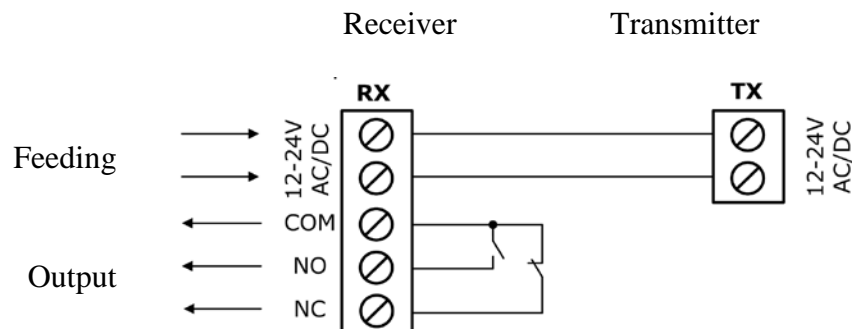 Receiver Transmitter
RX TX
Feeding
12-24V
AC/DC
12-24V
AC/DC
COM
NO
Output
NC